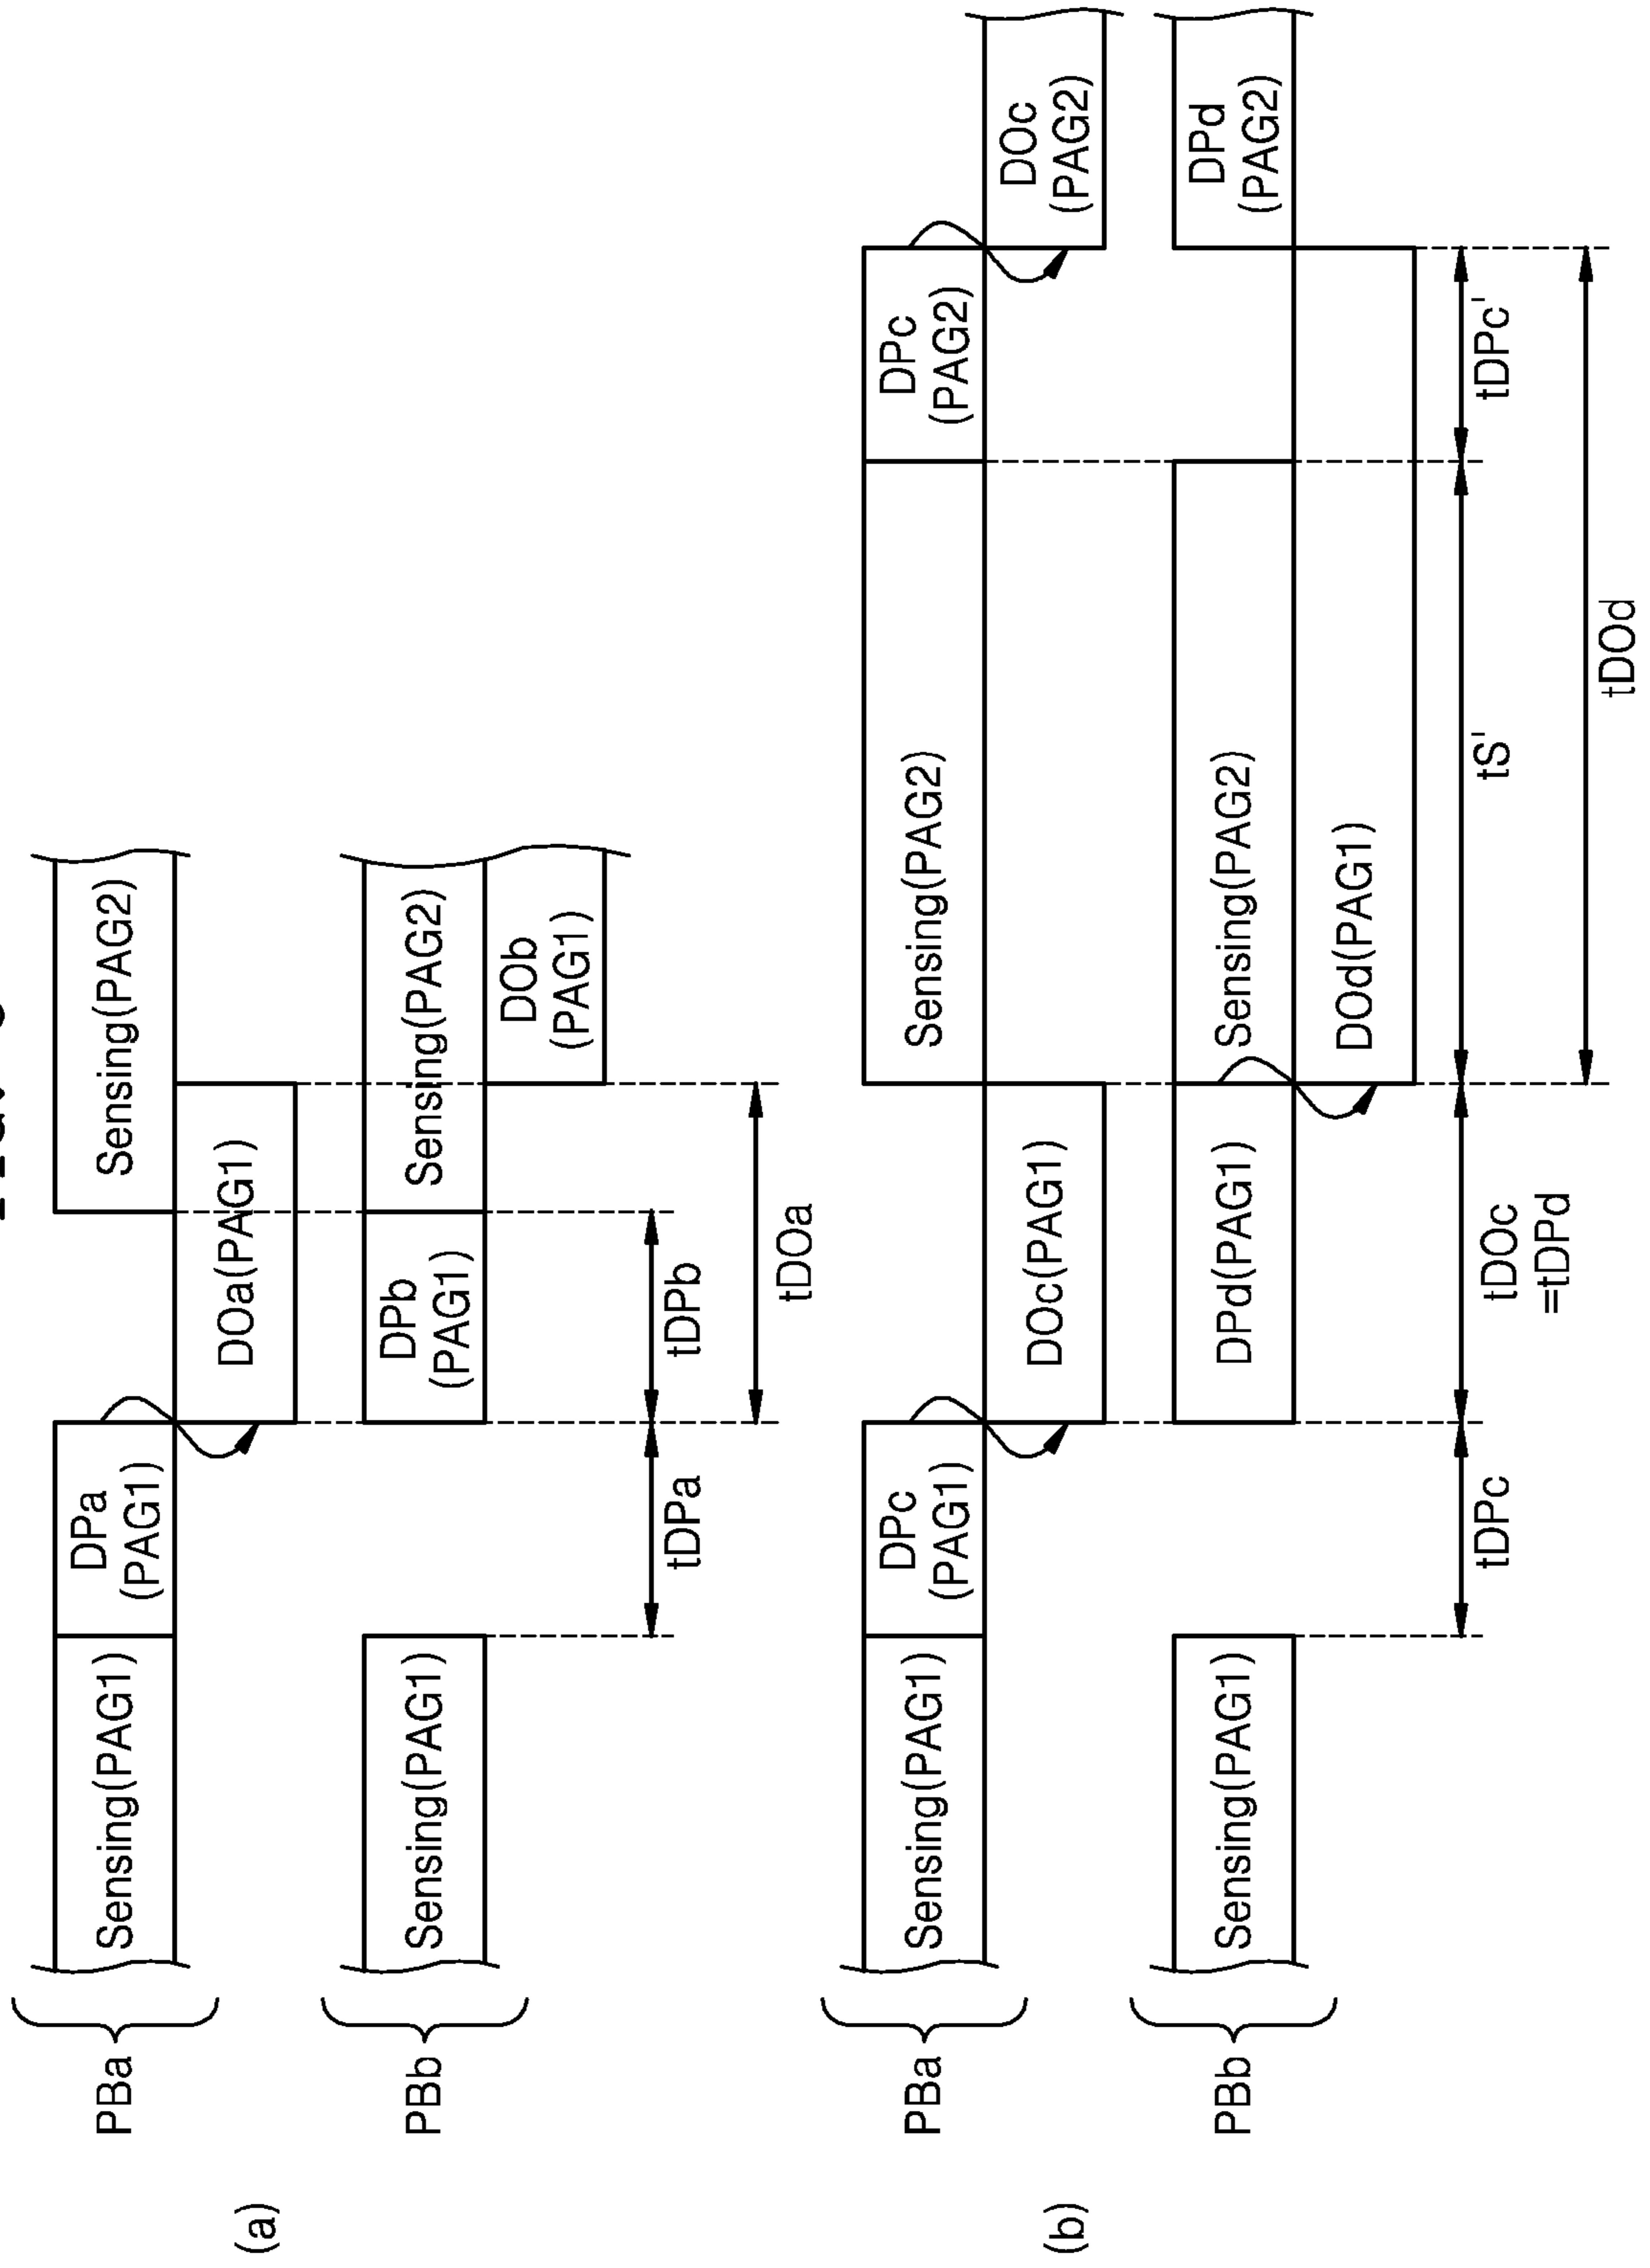 (a)
PBa
Sensing(PAG1)
DPa
(PAG1)
Sensing(PAG2)
DOa(PAG1)
PBb
Sensing(PAG1)
DPb
(PAG1)
Sensing(PAG2)
DOb
(PAG1)
tDPa
tDPb
tDOa
(b)
PBa
Sensing(PAG1)
DPc
(PAG1)
Sensing(PAG2)
DPc
(PAG2)
DOc(PAG1)
DOc
(PAG2)
PBb
Sensing(PAG1)
DPd(PAG1)
Sensing(PAG2)
DPd
(PAG2)
DOd(PAG1)
tDPc
tDOc
=tDPd
tS'
tDPc'
tDOd